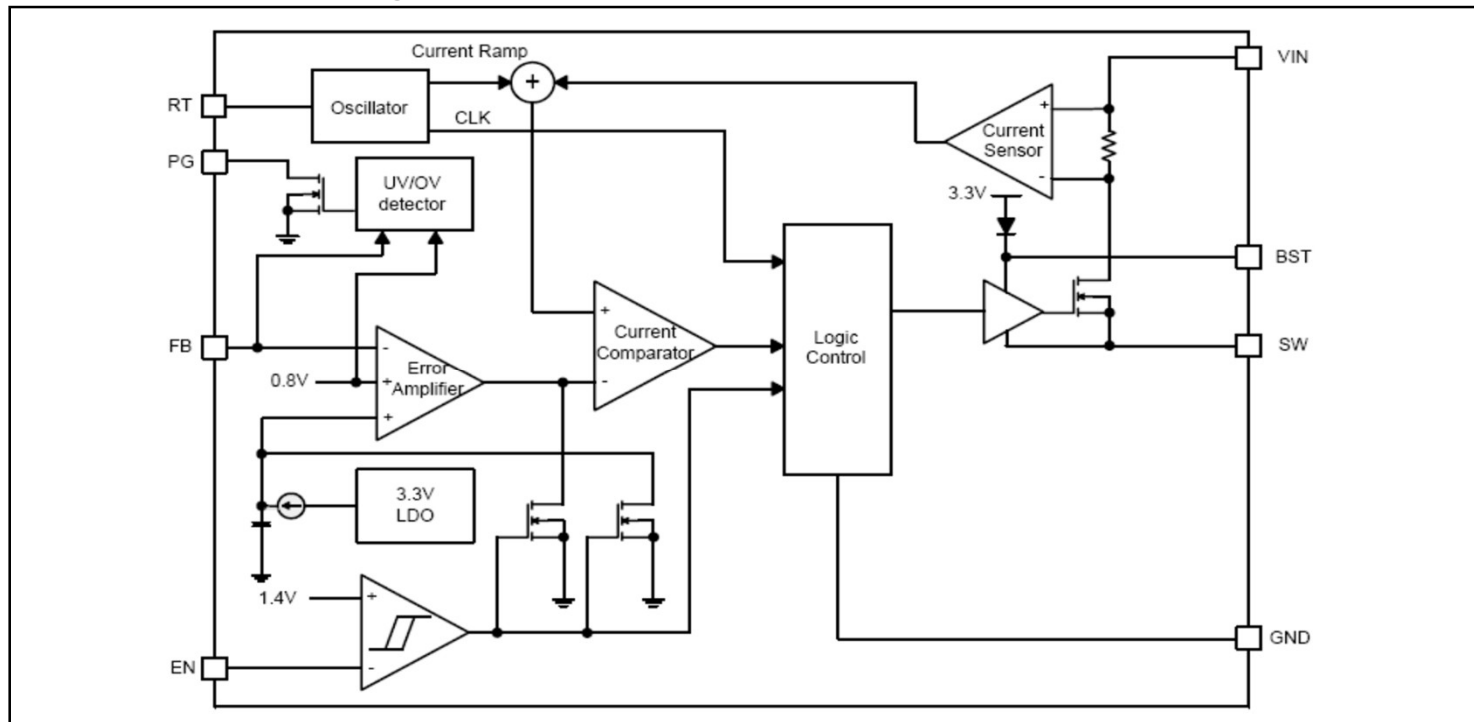 Current Ramp
VIN
RT
Oscillator
+
CLK
+
Current
Sensor
-
PG
UV/OV
detector
3.3V
BST
+
Current
Comparator
-
Logic
Control
FB
-
Error
Amplifier
0.8V
+
+
SW
3.3V
LDO
1.4V
+
-
EN
GND